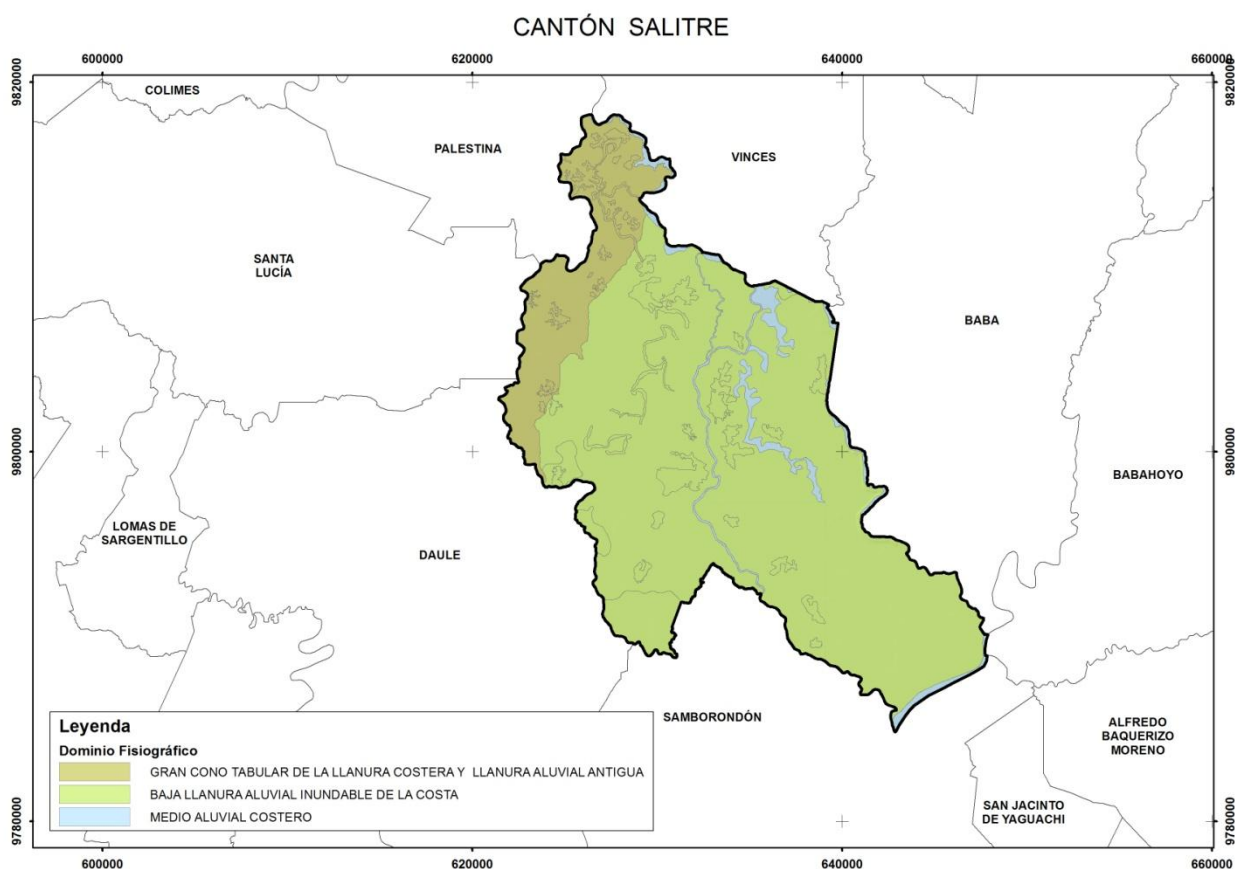 CANTÓN SALITRE
600000
620000
640000
660000
9820000
9820000
COLIMES
PALESTINA
VINCES
SANTA
LUCÍA
BABA
9800000
9800000
BABAHOYO
LOMAS DE
SARGENTILLO
DAULE
SAMBORONDÓN
ALFREDO
BAQUERIZO
MORENO
SAN JACINTO
DE YAGUACHI
Leyenda
Dominio Fisiográfico
GRAN CONO TABULAR DE LA LLANURA COSTERA Y LLANURA ALUVIAL ANTIGUA
BAJA LLANURA ALUVIAL INUNDABLE DE LA COSTA
MEDIO ALUVIAL COSTERO
9780000
9780000
600000
620000
640000
660000